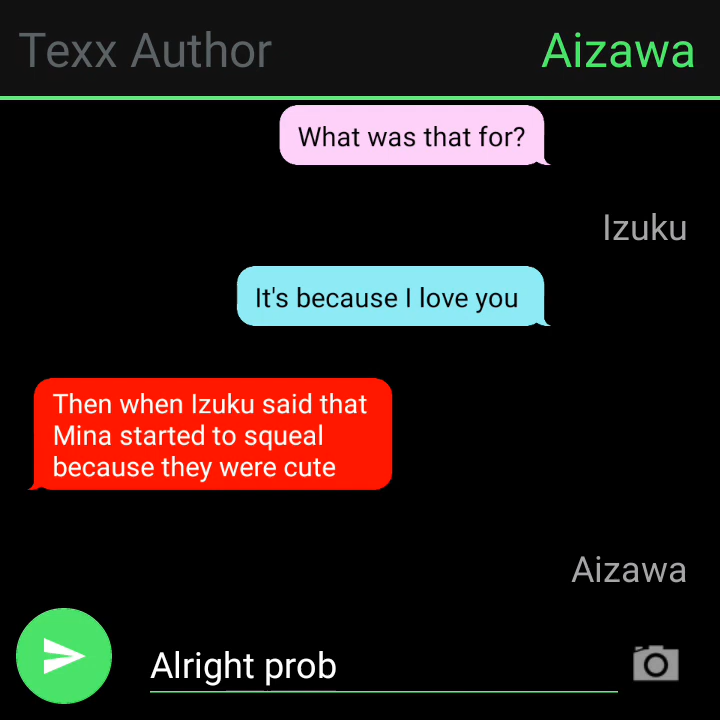 Texx Author
Aizawa
What was that for?
Izuku
It's because I love you
Then when Izuku said that
Mina started to squeal
because they were cute
Aizawa
Alright prob